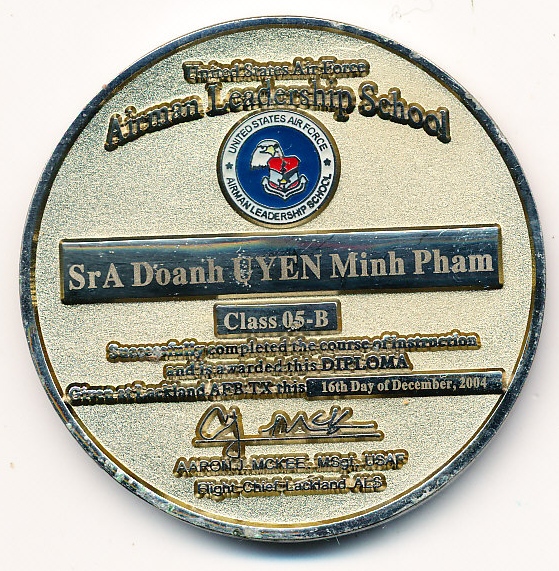 United States Air Force
Airman Leadership School
UNITED STATES AIR FORCE
AIRMAN LEADERSHIP SCHOOL
SrA Doanh UYEN Minh Pham
Class 05-B
Successfully completed the course of instruction
and is awarded this DIPLOMA
Given at Lackland AFB TX this 16th Day of December, 2004
AARON J. MCKEE, MSgt, USAF
Flight Chief Lackland ALS